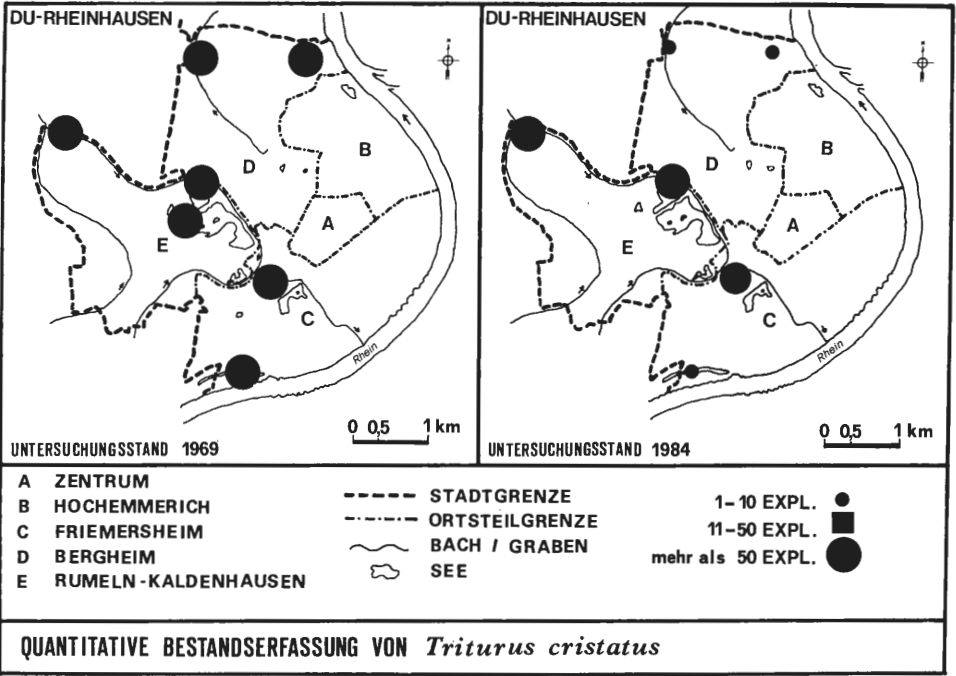 DU-RHEINHAUSEN
D
B
A
E
C
Rhein
0 0,5 1 km
UNTERSUCHUNGSSTAND 1969
DU-RHEINHAUSEN
D
B
A
E
C
Rhein
0 0,5 1 km
UNTERSUCHUNGSSTAND 1984
A ZENTRUM
B HOCHEMMERICH
C FRIEMERSHEIM
D BERGHEIM
E RUMELN-KALDENHAUSEN
STADTGRENZE
ORTSTEILGRENZE
BACH / GRABEN
SEE
1-10 EXPL.
11-50 EXPL.
mehr als 50 EXPL.
QUANTITATIVE BESTANDSERFASSUNG VON Triturus cristatus